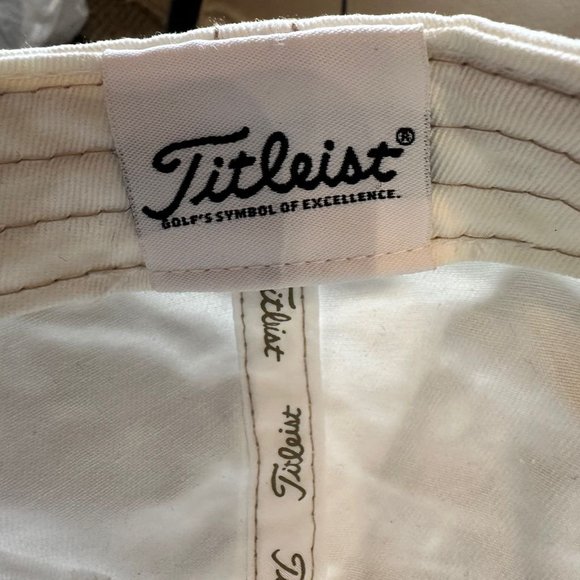 Titleist®
GOLF'S SYMBOL OF EXCELLENCE.
Titleist
Titleist